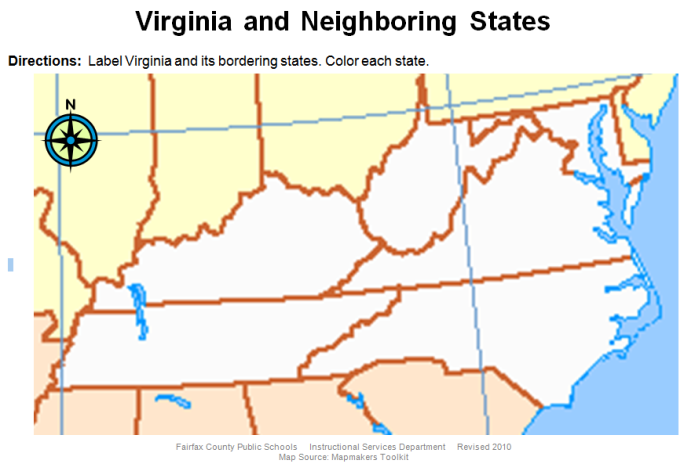 Virginia and Neighboring States
Directions: Label Virginia and its bordering states. Color each state.
N
Fairfax County Public Schools Instructional Services Department Revised 2010
Map Source: Mapmakers Toolkit